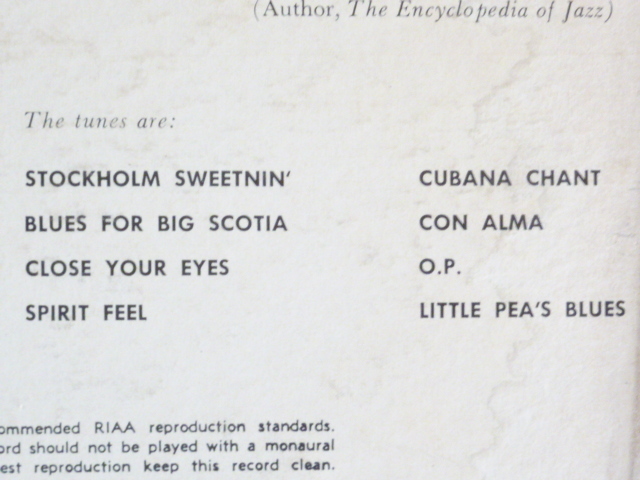 (Author, The Encyclopedia of Jazz)
The tunes are:
STOCKHOLM SWEETNIN'
BLUES FOR BIG SCOTIA
CLOSE YOUR EYES
SPIRIT FEEL
CUBANA CHANT
CON ALMA
O.P.
LITTLE PEA'S BLUES
ommended RIAA reproduction standards.
ord should not be played with a monaural
est reproduction keep this record clean.